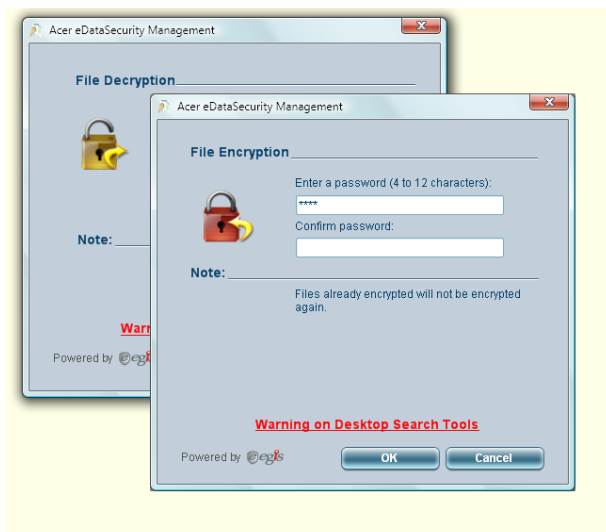 Acer eDataSecurity Management
File Decryption
Note:
Powered by egis
Acer eDataSecurity Management
File Encryption
Enter a password (4 to 12 characters):
****
Confirm password:
Note:
Files already encrypted will not be encrypted
again.
Warning on Desktop Search Tools
Powered by egis
OK Cancel